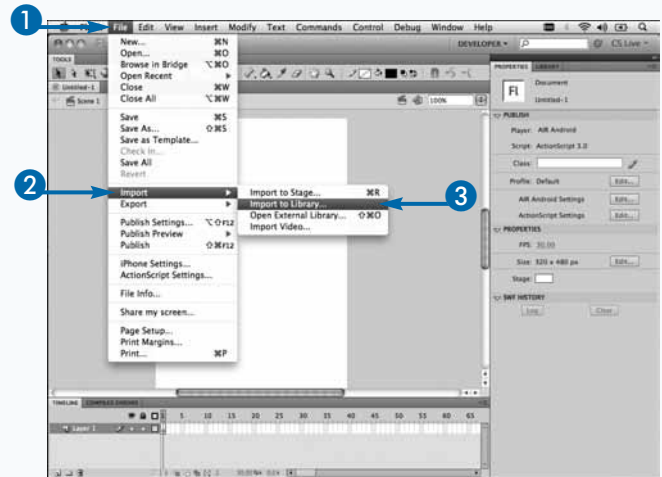 1
File Edit View Insert Modify Text Commands Control Debug Window Help
DEVELOPER
CS Live
TOOLS
Untitled-1
Scene 1
100%
New... ⌘N
Open... ⌘O
Browse in Bridge ⌥⌘O
Open Recent
Close ⌘W
Close All ⌥⌘W
Save ⌘S
Save As... ⇧⌘S
Save as Template...
Check In...
Save All
Revert
2
Import
Export
Publish Settings... ⌥⇧F12
Publish Preview
Publish ⇧⌘F12
iPhone Settings...
ActionScript Settings...
File Info...
Share my screen...
Page Setup...
Print Margins...
Print... ⌘P
Import to Stage... ⌘R
Import to Library...
Open External Library... ⇧⌘O
Import Video...
3
PROPERTIES LIBRARY
Fl
Document
Untitled-1
PUBLISH
Player: AIR Android
Script: ActionScript 3.0
Class:
Profile: Default Edit...
AIR Android Settings Edit...
ActionScript Settings Edit...
PROPERTIES
FPS: 30.00
Size: 320 x 480 px Edit...
Stage:
SWF HISTORY
Log Clear
TIMELINE COMPILER ERRORS
5 10 15 20 25 30 35 40 45 50 55 60 65
Layer 1